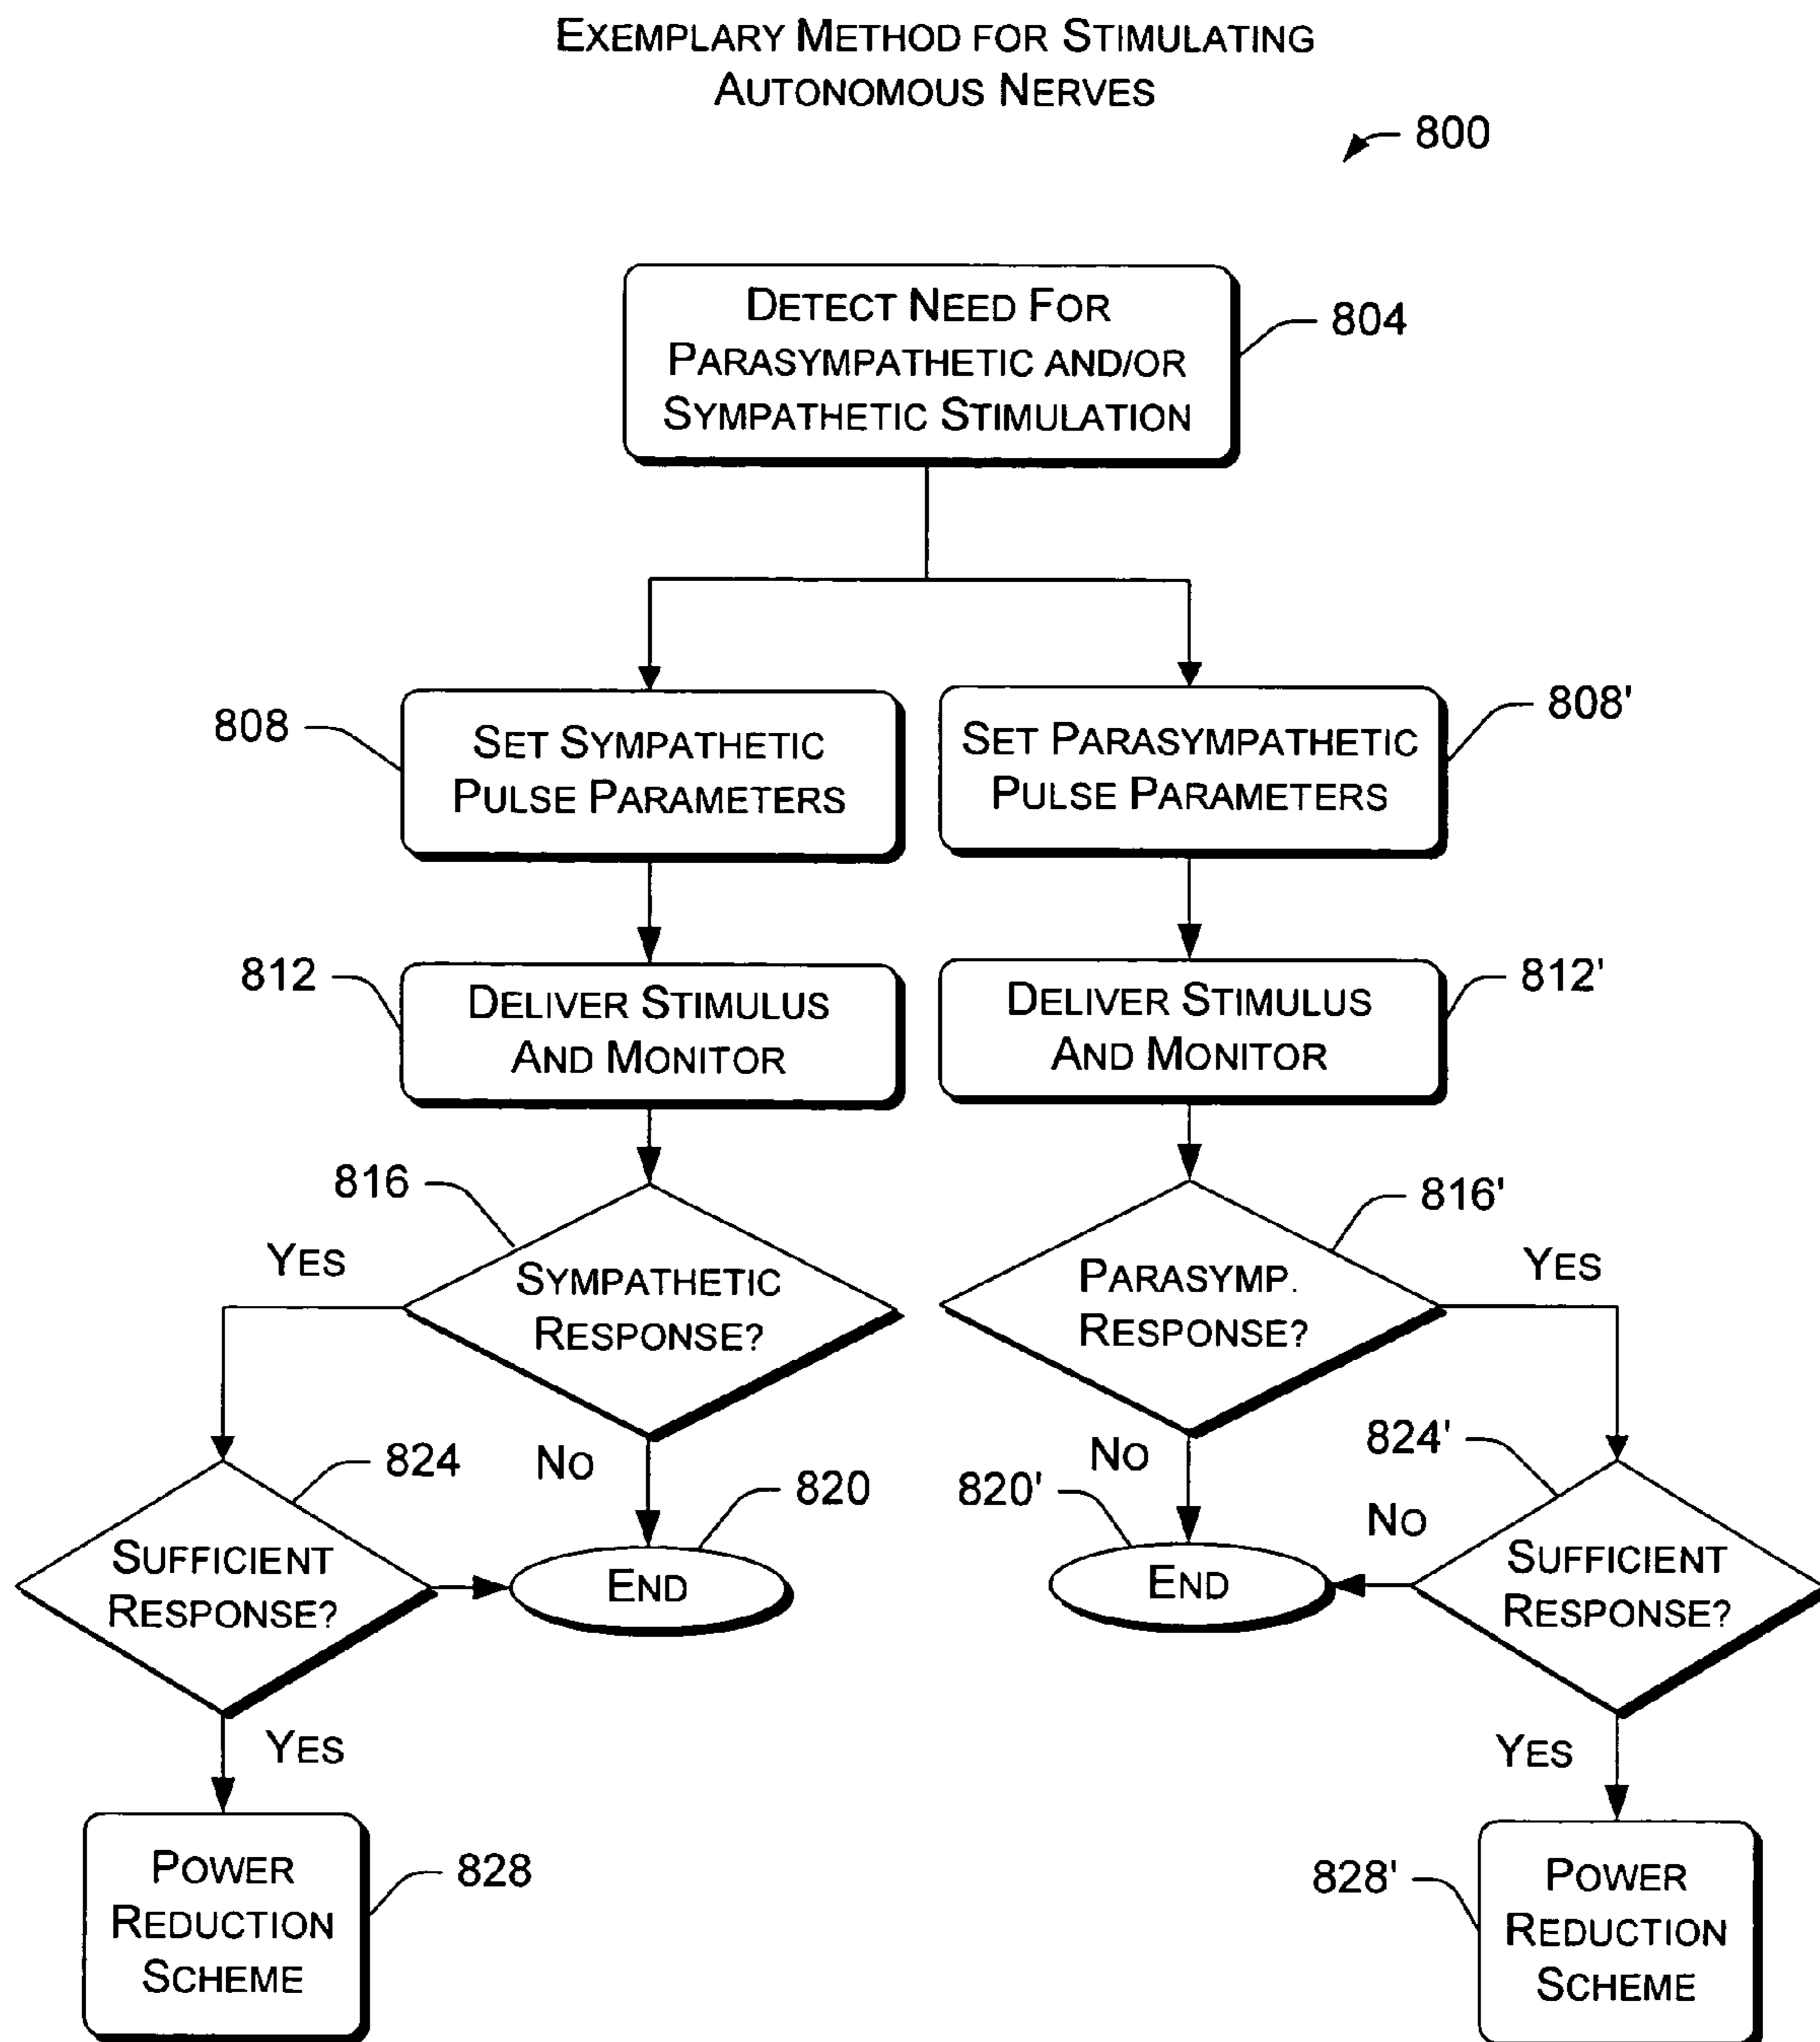 EXEMPLARY METHOD FOR STIMULATING
AUTONOMOUS NERVES
800
DETECT NEED FOR
PARASYMPATHETIC AND/OR
SYMPATHETIC STIMULATION
804
808
SET SYMPATHETIC
PULSE PARAMETERS
SET PARASYMPATHETIC
PULSE PARAMETERS
808'
812
DELIVER STIMULUS
AND MONITOR
DELIVER STIMULUS
AND MONITOR
812'
816
YES
SYMPATHETIC
RESPONSE?
NO
816'
PARASYMP.
RESPONSE?
YES
NO
824
SUFFICIENT
RESPONSE?
820
END
820'
END
824'
NO
SUFFICIENT
RESPONSE?
YES
YES
POWER
REDUCTION
SCHEME
828
828'
POWER
REDUCTION
SCHEME